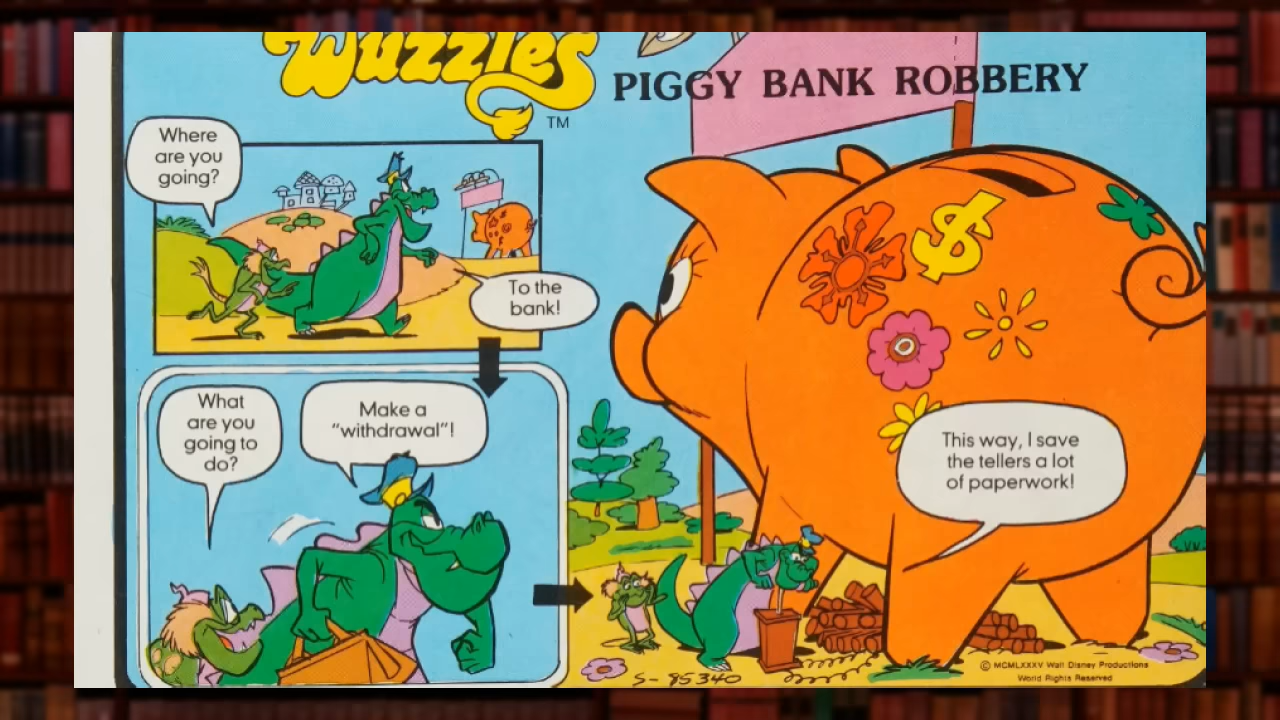 Wuzzles
TM
PIGGY BANK ROBBERY
Where
are you
going?
To the
bank!
What
are you
going to
do?
Make a
"withdrawal"!
This way, I save
the tellers a lot
of paperwork!
$
S-85340
© MCMLXXXV Walt Disney Productions
World Rights Reserved